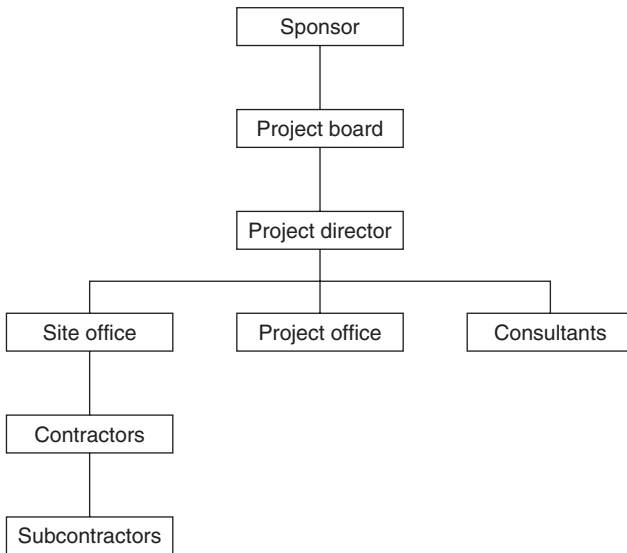 Sponsor
Project board
Project director
Site office
Project office
Consultants
Contractors
Subcontractors